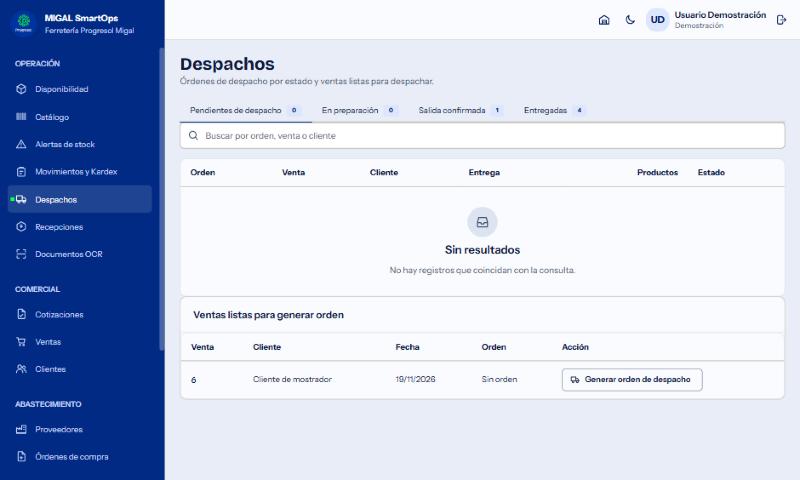 MIGAL SmartOps
Ferretería Progresol Migal
Progresol
OPERACIÓN
Disponibilidad
Catálogo
Alertas de stock
Movimientos y Kardex
Despachos
Recepciones
Documentos OCR
COMERCIAL
Cotizaciones
Ventas
Clientes
ABASTECIMIENTO
Proveedores
Órdenes de compra
UD
Usuario Demostración
Demostración
Despachos
Órdenes de despacho por estado y ventas listas para despachar.
Pendientes de despacho 0 En preparación 0 Salida confirmada 1 Entregadas 4
Buscar por orden, venta o cliente
Orden Venta Cliente Entrega Productos Estado
Sin resultados
No hay registros que coincidan con la consulta.
Ventas listas para generar orden
Venta Cliente Fecha Orden Acción
6 Cliente de mostrador 19/11/2026 Sin orden Generar orden de despacho